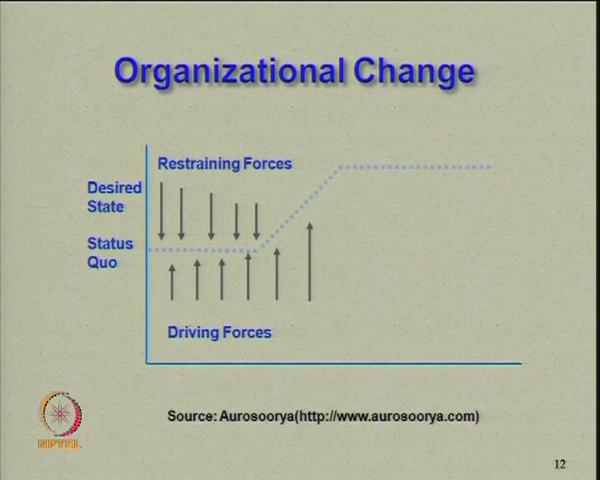 Organizational Change
Restraining Forces
Desired
State
Status
Quo
Driving Forces
Source: Aurosoorya(http://www.aurosoorya.com)
NPTEL
12